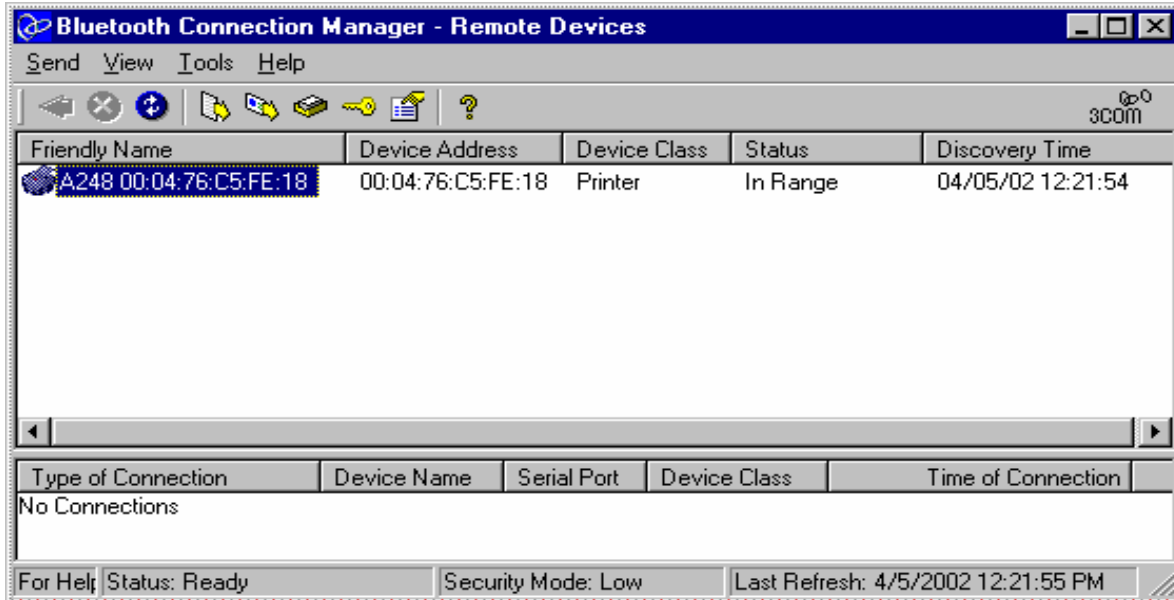 Bluetooth Connection Manager - Remote Devices
Send View Tools Help
3COM
Friendly Name Device Address Device Class Status Discovery Time
A248 00:04:76:C5:FE:18 00:04:76:C5:FE:18 Printer In Range 04/05/02 12:21:54
Type of Connection Device Name Serial Port Device Class Time of Connection
No Connections
For Help Status: Ready Security Mode: Low Last Refresh: 4/5/2002 12:21:55 PM